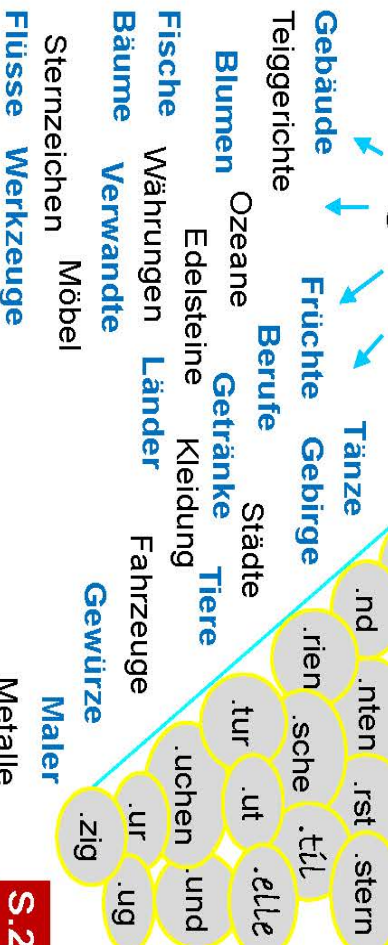 Gebäude
Teiggerichte
Tänze
Früchte Gebirge
Blumen Berufe
Ozeane Getränke Städte
Fische Edelsteine Kleidung Tiere
Bäume Währungen Länder Fahrzeuge
Verwandte Gewürze
Sternzeichen Möbel Maler
Flüsse Werkzeuge Metalle
.nd .nten .rst .stern
.rien .sche .til
.tur .ut .elle
.uchen .und
.ur .ug
.zig
S.2